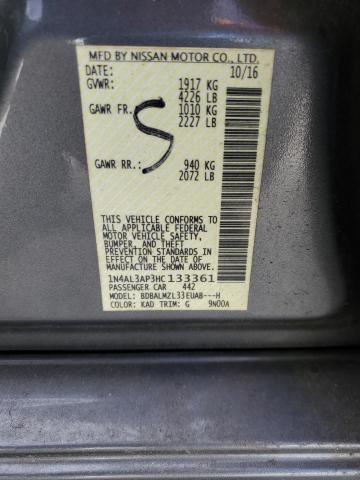 MFD BY NISSAN MOTOR CO., LTD.
DATE: 10/16
GVWR: 1917 KG
4226 LB
GAWR FR. 1010 KG
2227 LB
S
GAWR RR.: 940 KG
2072 LB
THIS VEHICLE CONFORMS TO
ALL APPLICABLE FEDERAL
MOTOR VEHICLE SAFETY,
BUMPER, AND THEFT
PREVENTION STANDARDS
IN EFFECT ON THE DATE OF
MANUFACTURE SHOWN ABOVE.
1N4AL3AP3HC133361
PASSENGER CAR 442
MODEL: BDBALMZL33EUAB---H
COLOR: KAD TRIM: G 9N00A